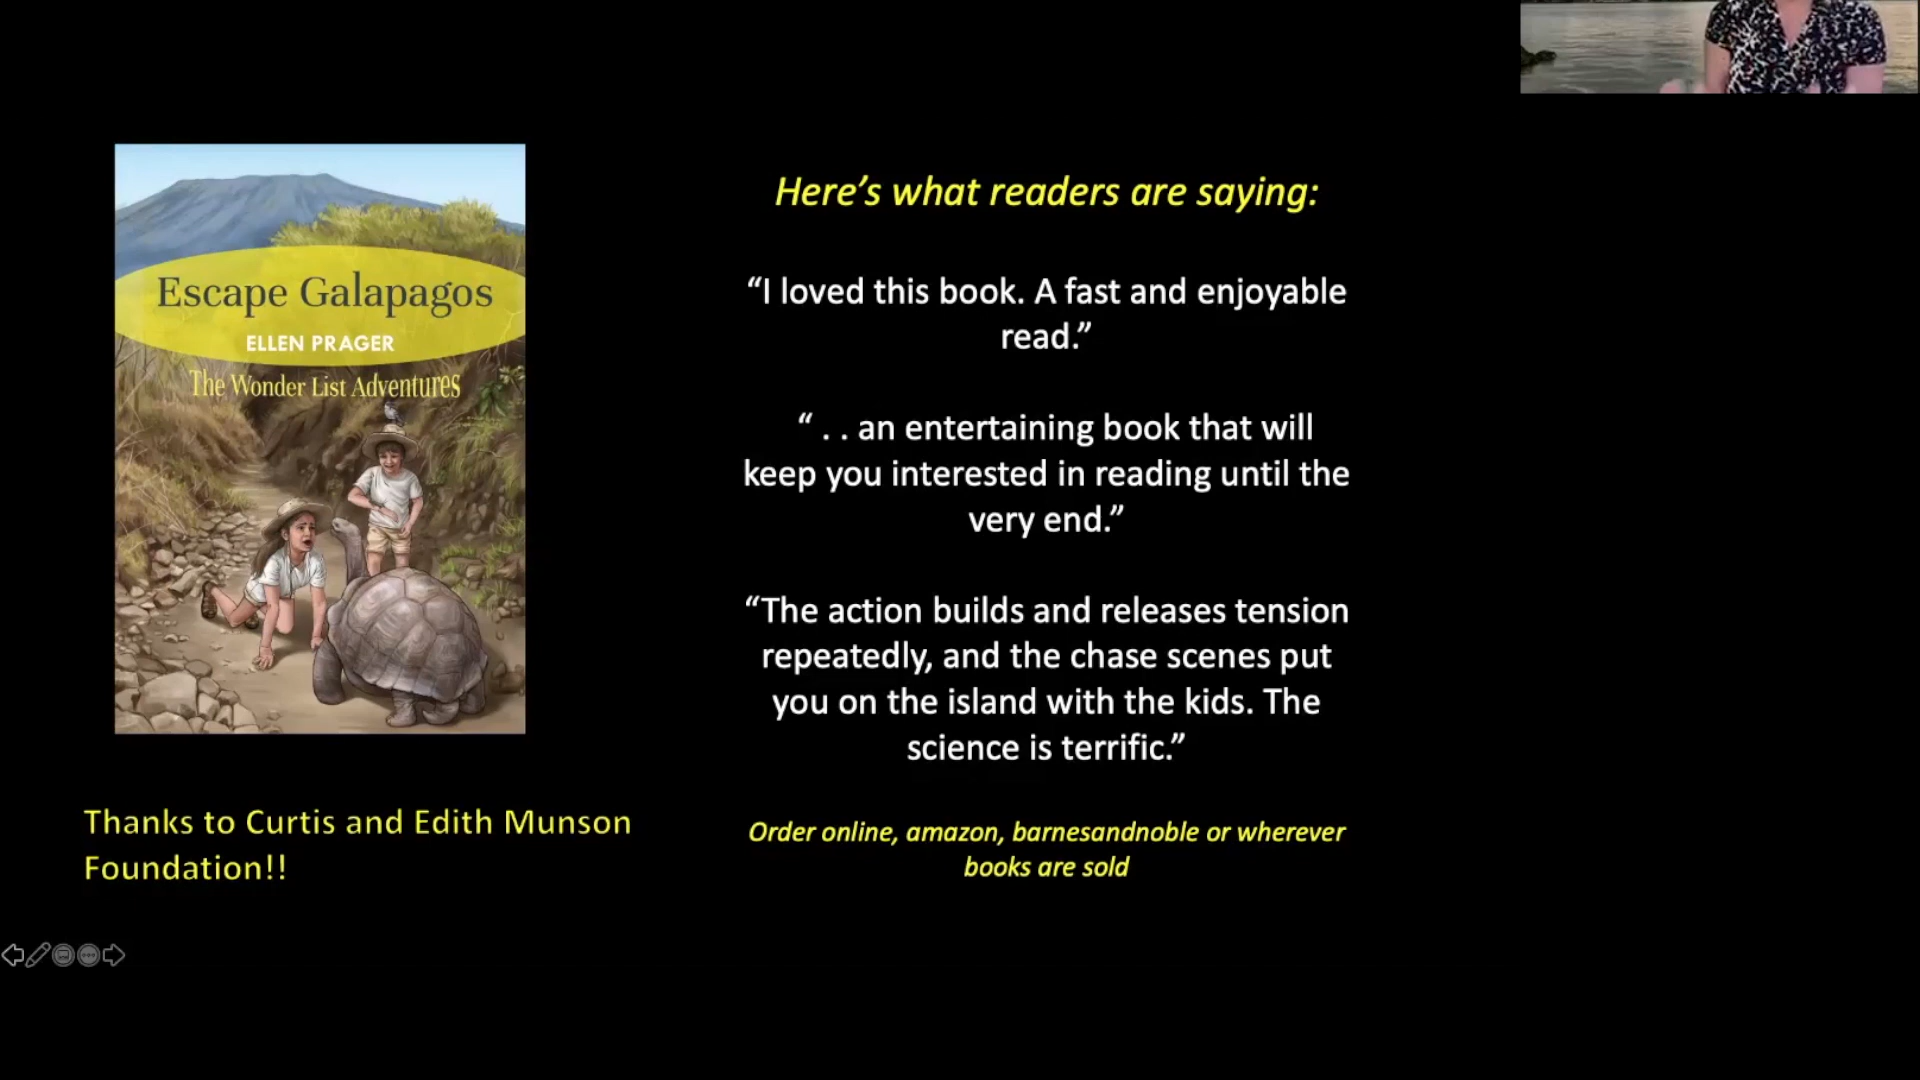 Escape Galapagos
ELLEN PRAGER
The Wonder List Adventures
Thanks to Curtis and Edith Munson
Foundation!!
Here’s what readers are saying:
“I loved this book. A fast and enjoyable
read.”
“ . . an entertaining book that will
keep you interested in reading until the
very end.”
“The action builds and releases tension
repeatedly, and the chase scenes put
you on the island with the kids. The
science is terrific.”
Order online, amazon, barnesandnoble or wherever
books are sold